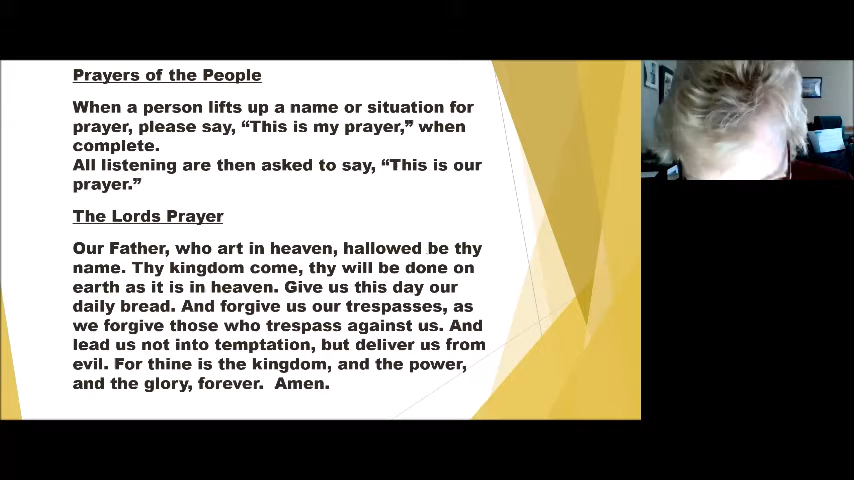 Prayers of the People
When a person lifts up a name or situation for
prayer, please say, “This is my prayer,” when
complete.
All listening are then asked to say, “This is our
prayer.”
The Lords Prayer
Our Father, who art in heaven, hallowed be thy
name. Thy kingdom come, thy will be done on
earth as it is in heaven. Give us this day our
daily bread. And forgive us our trespasses, as
we forgive those who trespass against us. And
lead us not into temptation, but deliver us from
evil. For thine is the kingdom, and the power,
and the glory, forever.  Amen.